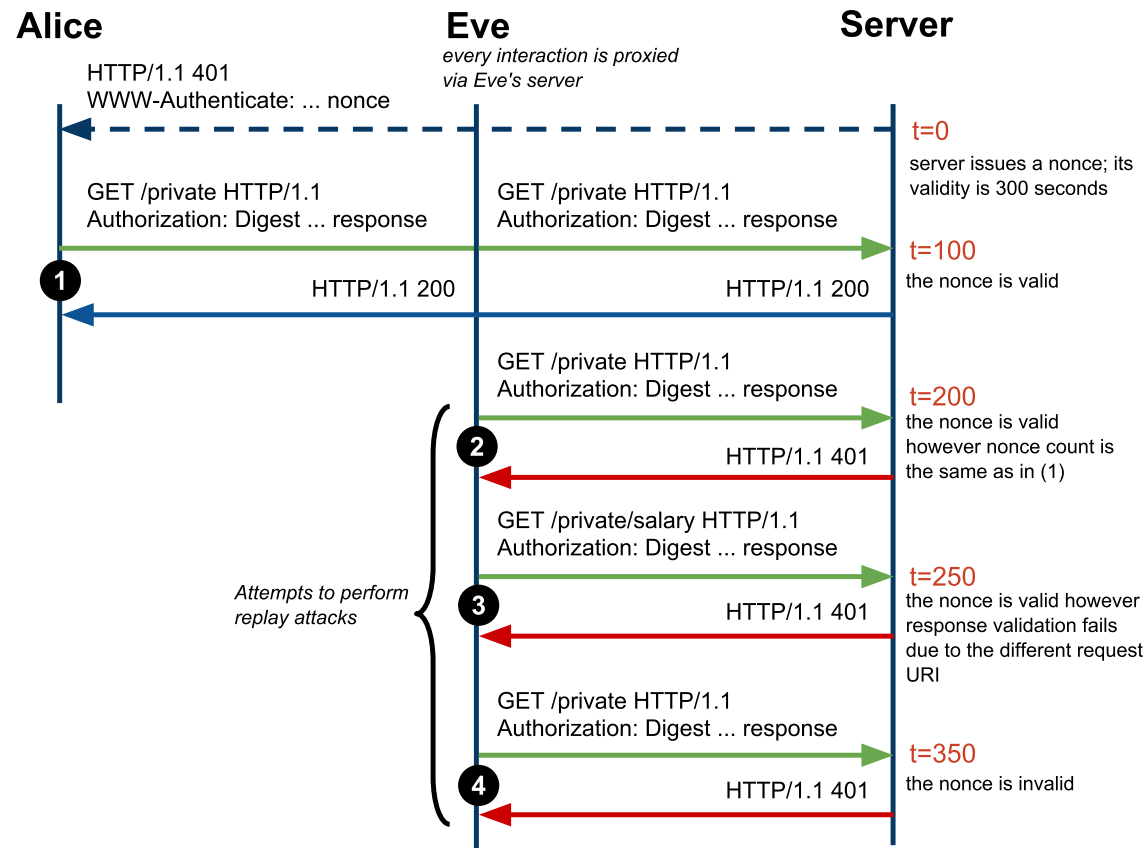 Alice
Eve
Server
every interaction is proxied
via Eve's server
HTTP/1.1 401
WWW-Authenticate: ... nonce
t=0
server issues a nonce; its
validity is 300 seconds
GET /private HTTP/1.1
Authorization: Digest ... response
GET /private HTTP/1.1
Authorization: Digest ... response
t=100
the nonce is valid
1
HTTP/1.1 200
HTTP/1.1 200
GET /private HTTP/1.1
Authorization: Digest ... response
t=200
the nonce is valid
however nonce count is
the same as in (1)
2
HTTP/1.1 401
GET /private/salary HTTP/1.1
Authorization: Digest ... response
t=250
the nonce is valid however
response validation fails
due to the different request
URI
Attempts to perform
replay attacks
3
HTTP/1.1 401
GET /private HTTP/1.1
Authorization: Digest ... response
t=350
the nonce is invalid
4
HTTP/1.1 401